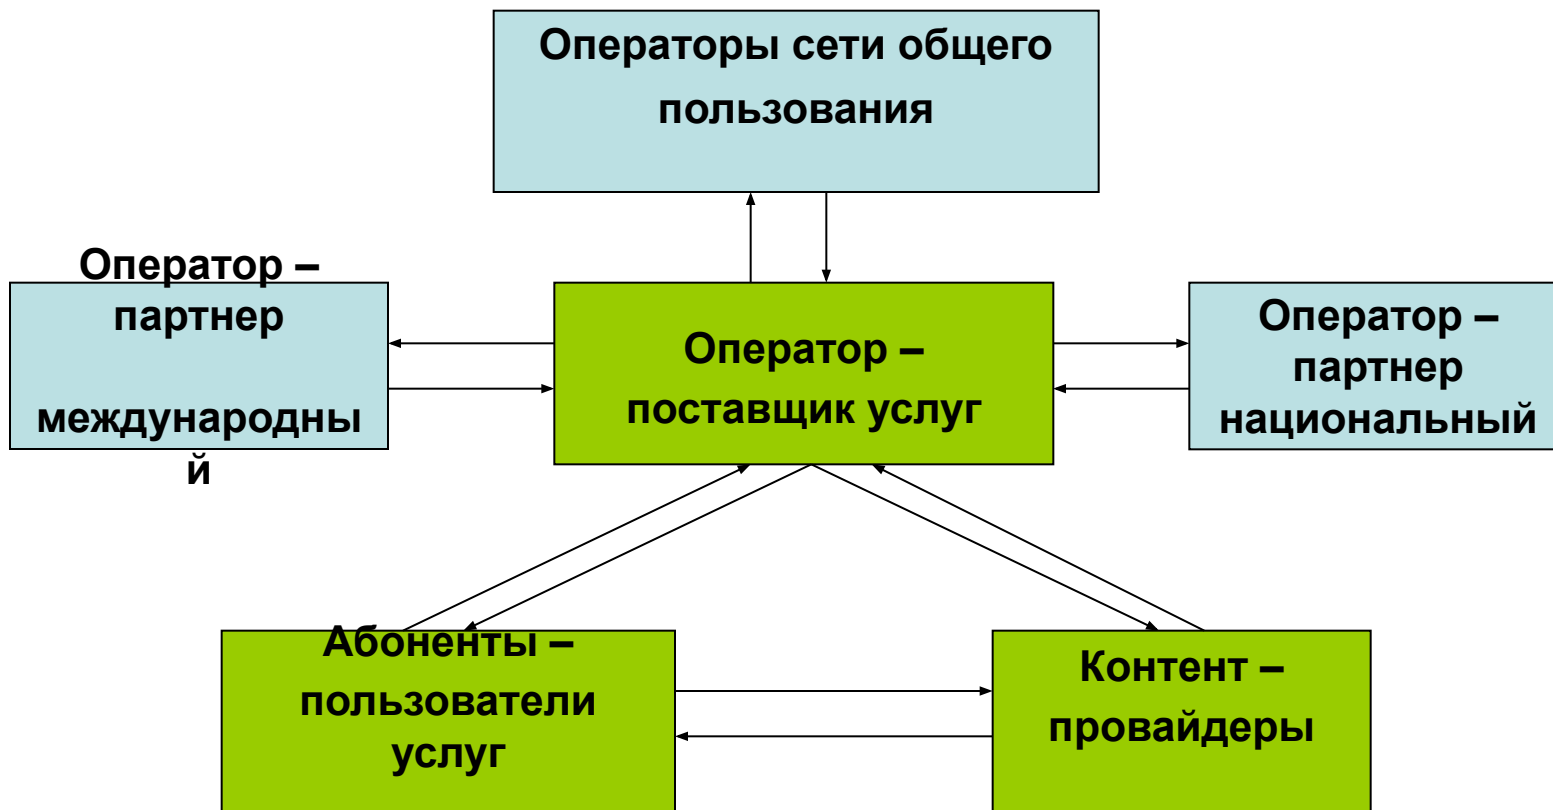 Операторы сети общего
пользования
Оператор –
партнер
международны
й
Оператор –
поставщик услуг
Оператор –
партнер
национальный
Абоненты –
пользователи
услуг
Контент –
провайдеры